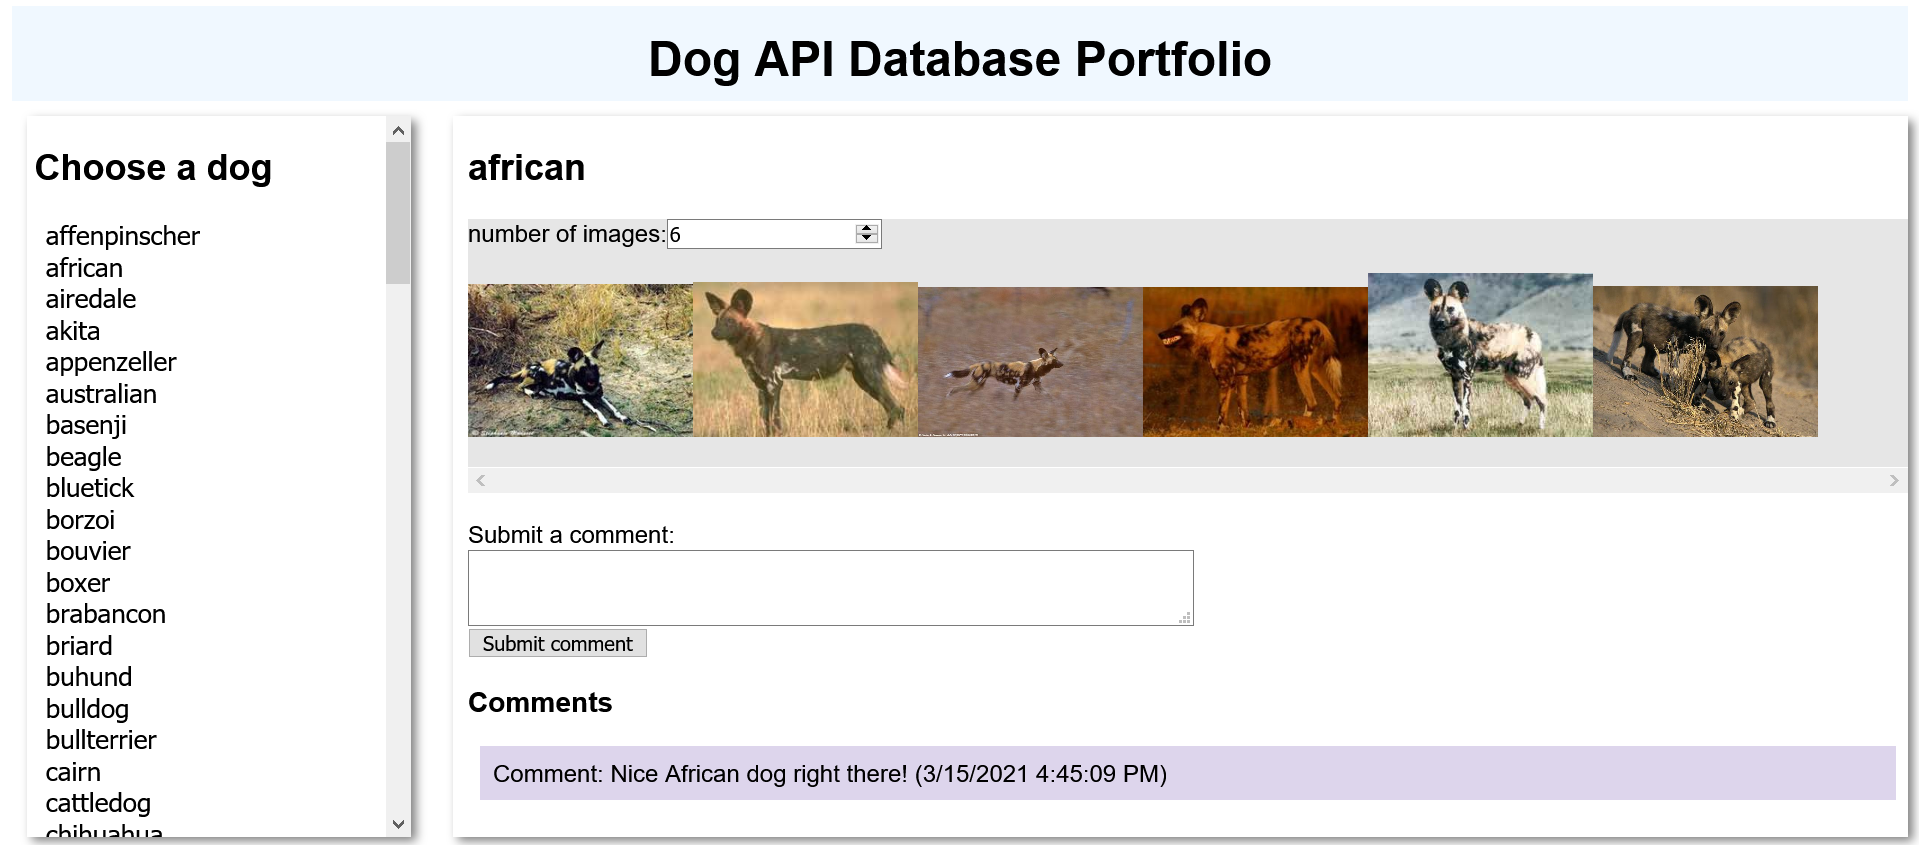 Dog API Database Portfolio
Choose a dog
affenpinscher
african
airedale
akita
appenzeller
australian
basenji
beagle
bluetick
borzoi
bouvier
boxer
brabancon
briard
buhund
bulldog
bullterrier
cairn
cattledog
chihuahua
african
number of images: 6
Submit a comment:
Submit comment
Comments
Comment: Nice African dog right there! (3/15/2021 4:45:09 PM)